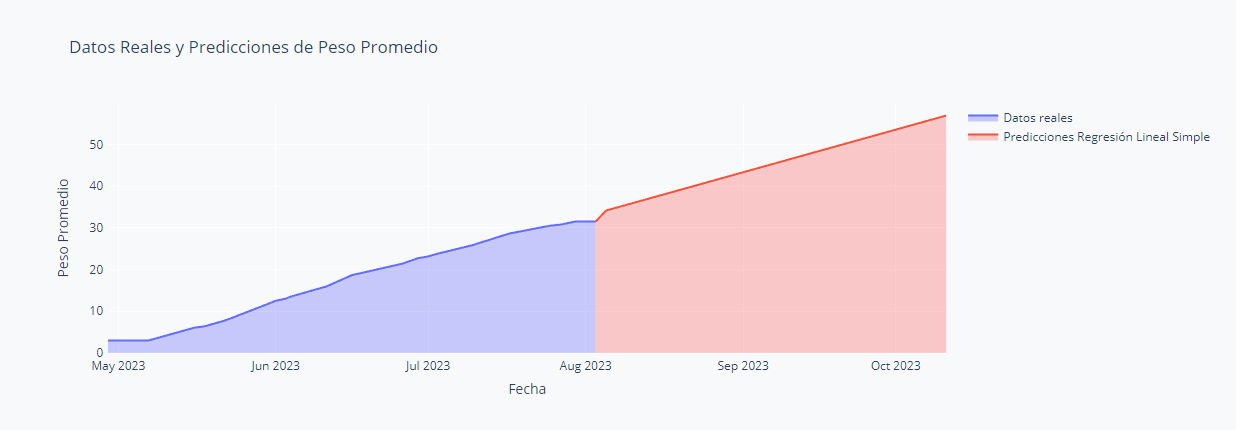 Datos Reales y Predicciones de Peso Promedio
Datos reales
Predicciones Regresión Lineal Simple
Peso Promedio
50
40
30
20
10
0
May 2023
Jun 2023
Jul 2023
Aug 2023
Sep 2023
Oct 2023
Fecha